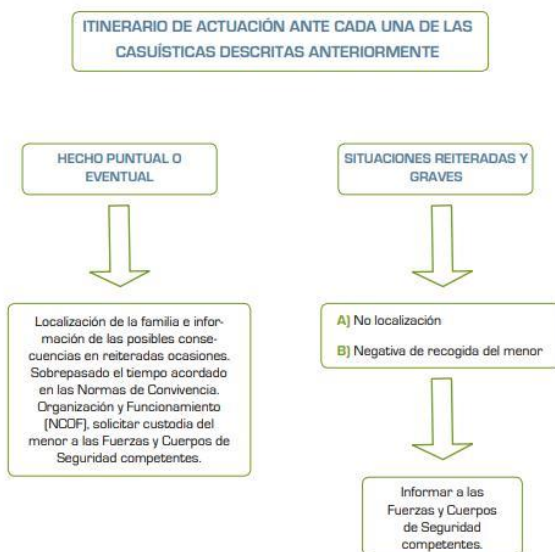 ITINERARIO DE ACTUACIÓN ANTE CADA UNA DE LAS
CASUÍSTICAS DESCRITAS ANTERIORMENTE
HECHO PUNTUAL O
EVENTUAL
Localización de la familia e infor-
mación de las posibles conse-
cuencias en reiteradas ocasiones.
Sobrepasado el tiempo acordado
en las Normas de Convivencia.
Organización y Funcionamiento
(NCOF), solicitar custodia del
menor a las Fuerzas y Cuerpos de
Seguridad competentes.
SITUACIONES REITERADAS Y
GRAVES
A) No localización
B) Negativa de recogida del menor
Informar a las
Fuerzas y Cuerpos
de Seguridad
competentes.